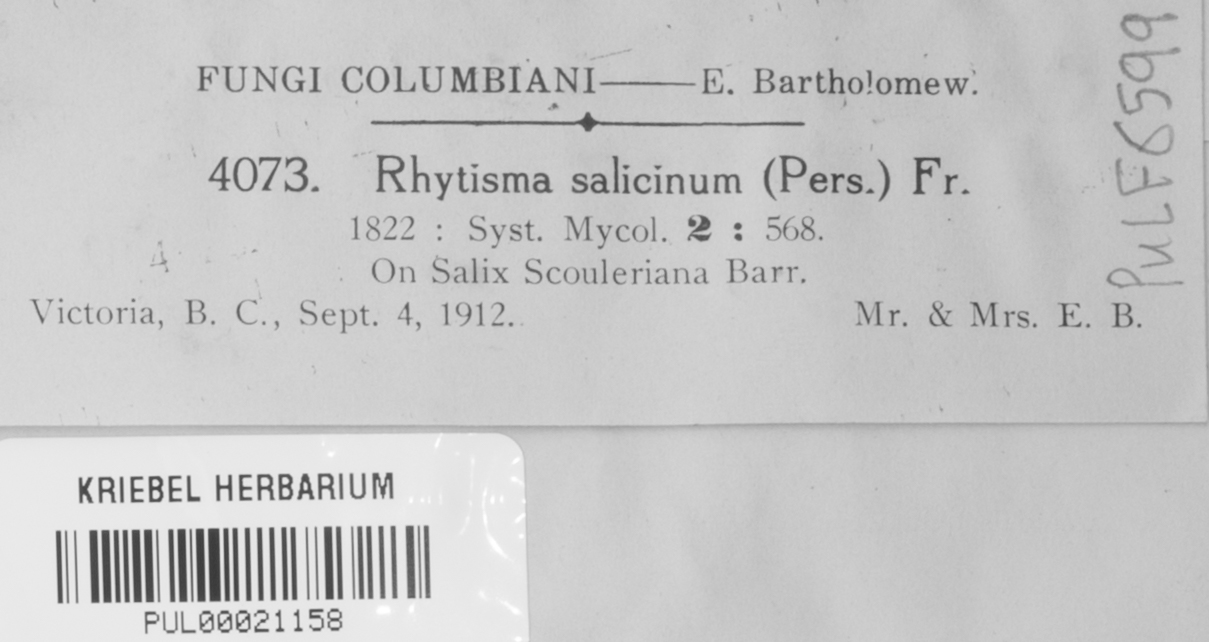 FUNGI COLUMBIANI——E. Bartholomew.
4073. Rhytisma salicinum (Pers.) Fr.
1822 : Syst. Mycol. 2 : 568.
On Salix Scouleriana Barr.
Victoria, B. C., Sept. 4, 1912. Mr. & Mrs. E. B.
PulF6599
KRIEBEL HERBARIUM
PUL00021158